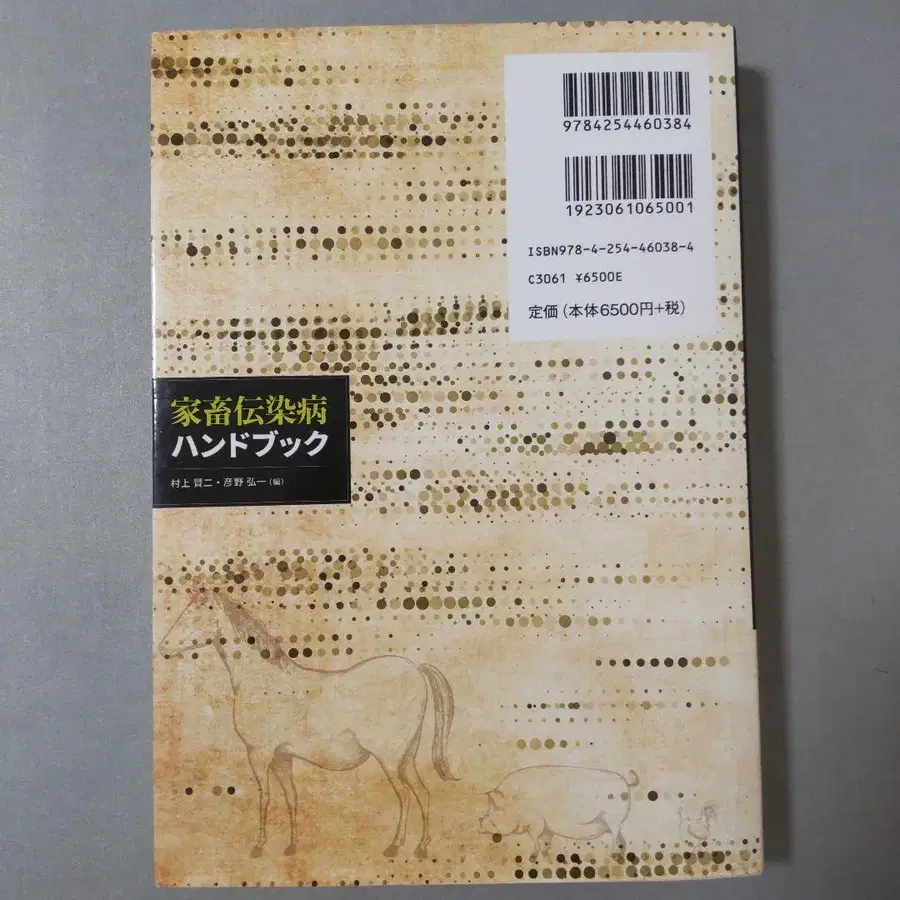 9784254460384
1923061065001
ISBN978-4-254-46038-4
C3061 ¥6500E
定価(本体6500円+税)
家畜伝染病
ハンドブック
村上 賢二・彦野 弘一(編)